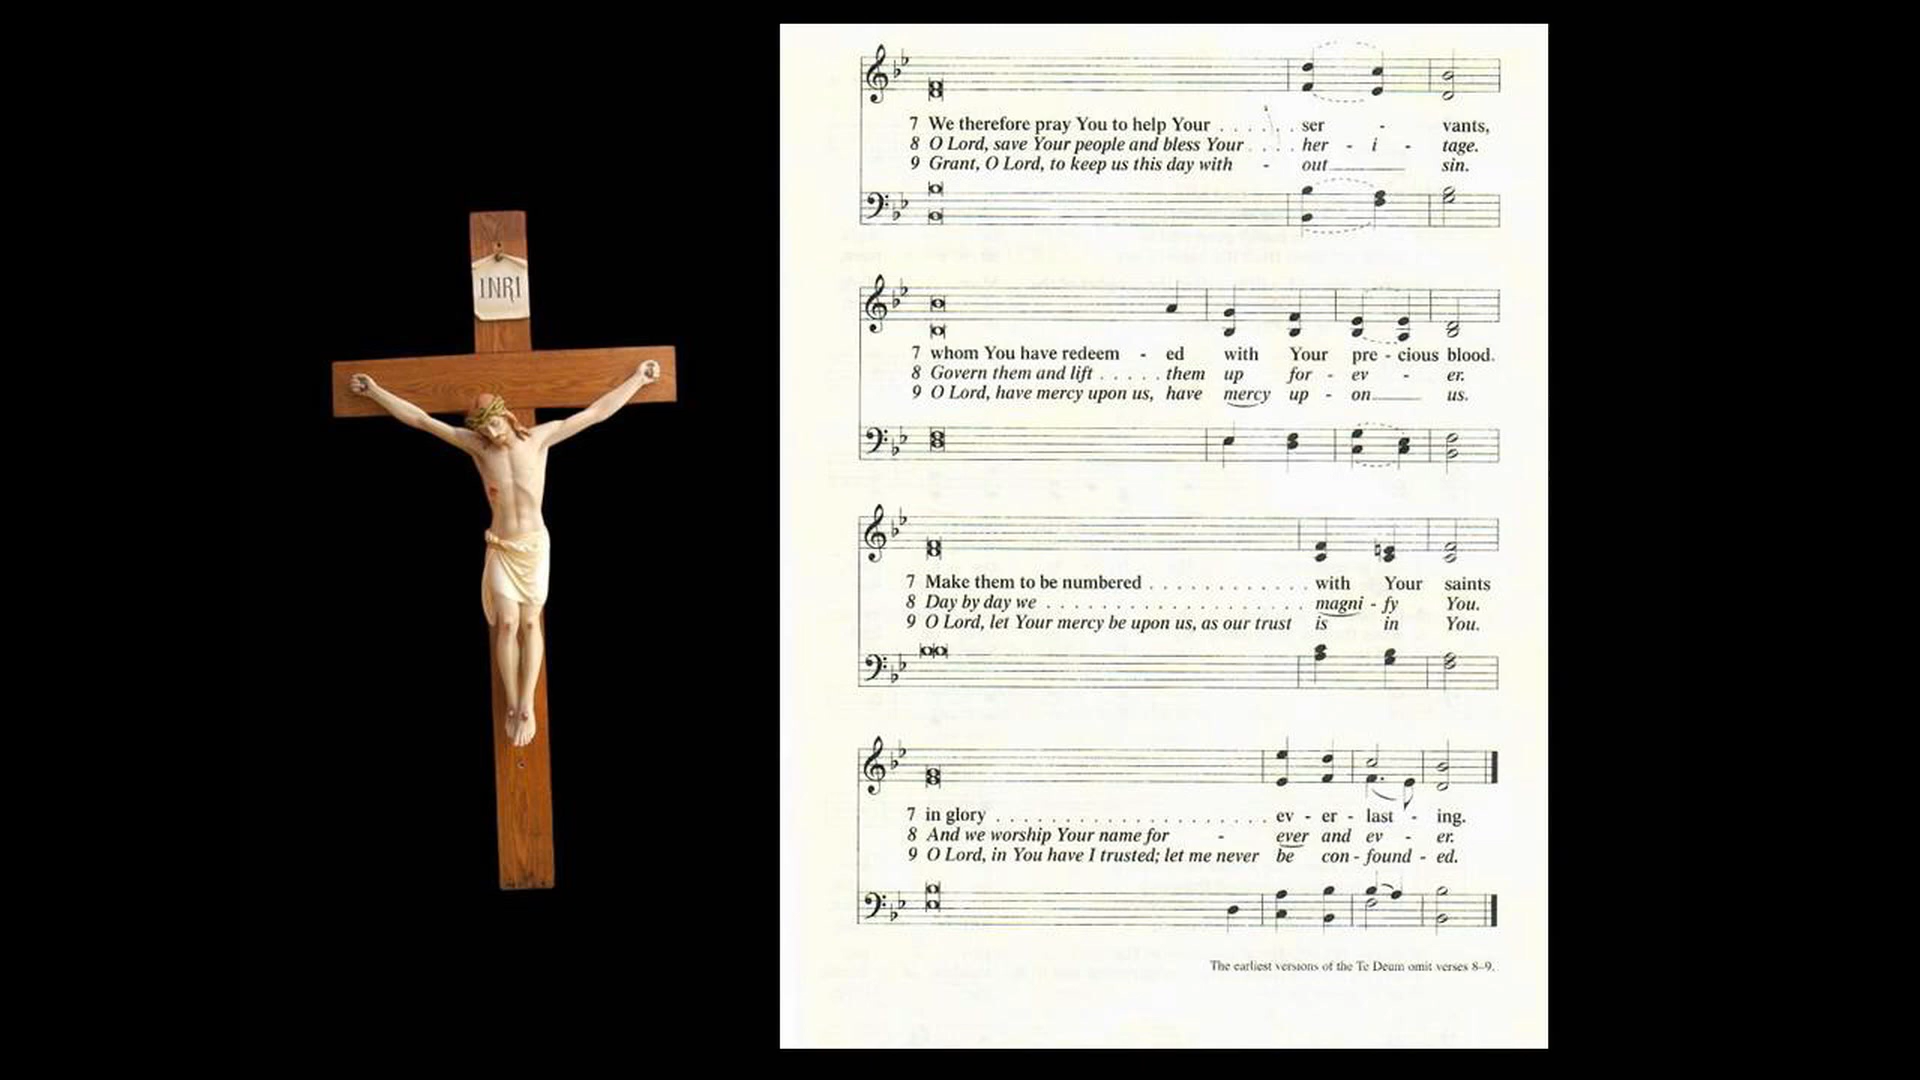 INRI
7 We therefore pray You to help Your . . . . . . ser - vants,
8 O Lord, save Your people and bless Your . . . . her - i - tage.
9 Grant, O Lord, to keep us this day with - out sin.
7 whom You have redeem - ed with Your pre - cious blood.
8 Govern them and lift . . . . . them up for - ev - er.
9 O Lord, have mercy upon us, have mercy up - on us.
7 Make them to be numbered . . . . . . . . . . . . with Your saints
8 Day by day we . . . . . . . . . . . . . . . . . . . . magni - fy You.
9 O Lord, let Your mercy be upon us, as our trust is in You.
7 in glory . . . . . . . . . . . . . . . . . . . . . ev - er - last - ing.
8 And we worship Your name for - ever and ev - er.
9 O Lord, in You have I trusted; let me never be con - found - ed.
The earliest versions of the Te Deum omit verses 8–9.